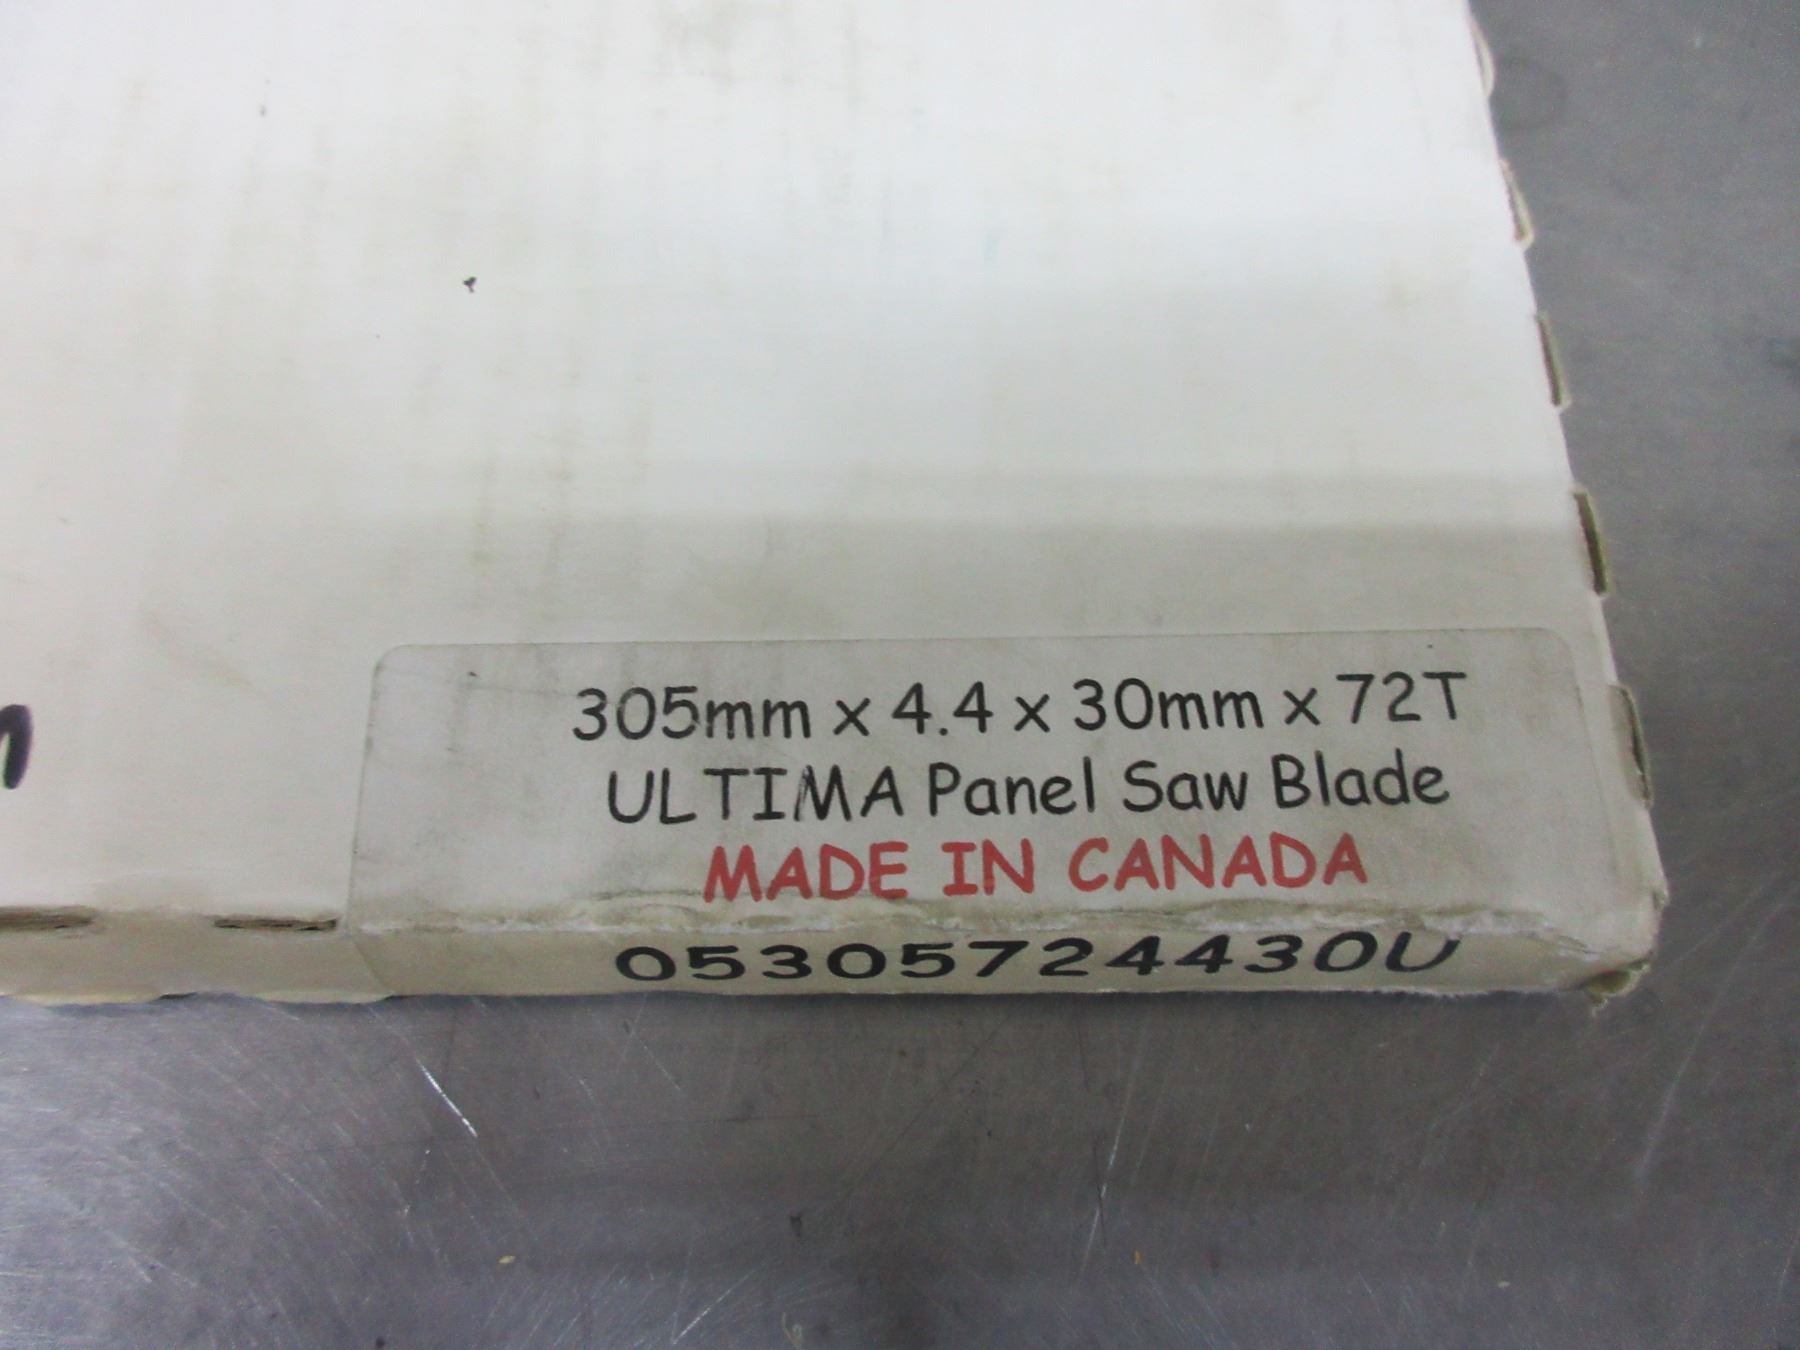 305mm x 4.4 x 30mm x 72T
ULTIMA Panel Saw Blade
MADE IN CANADA
05305724430U